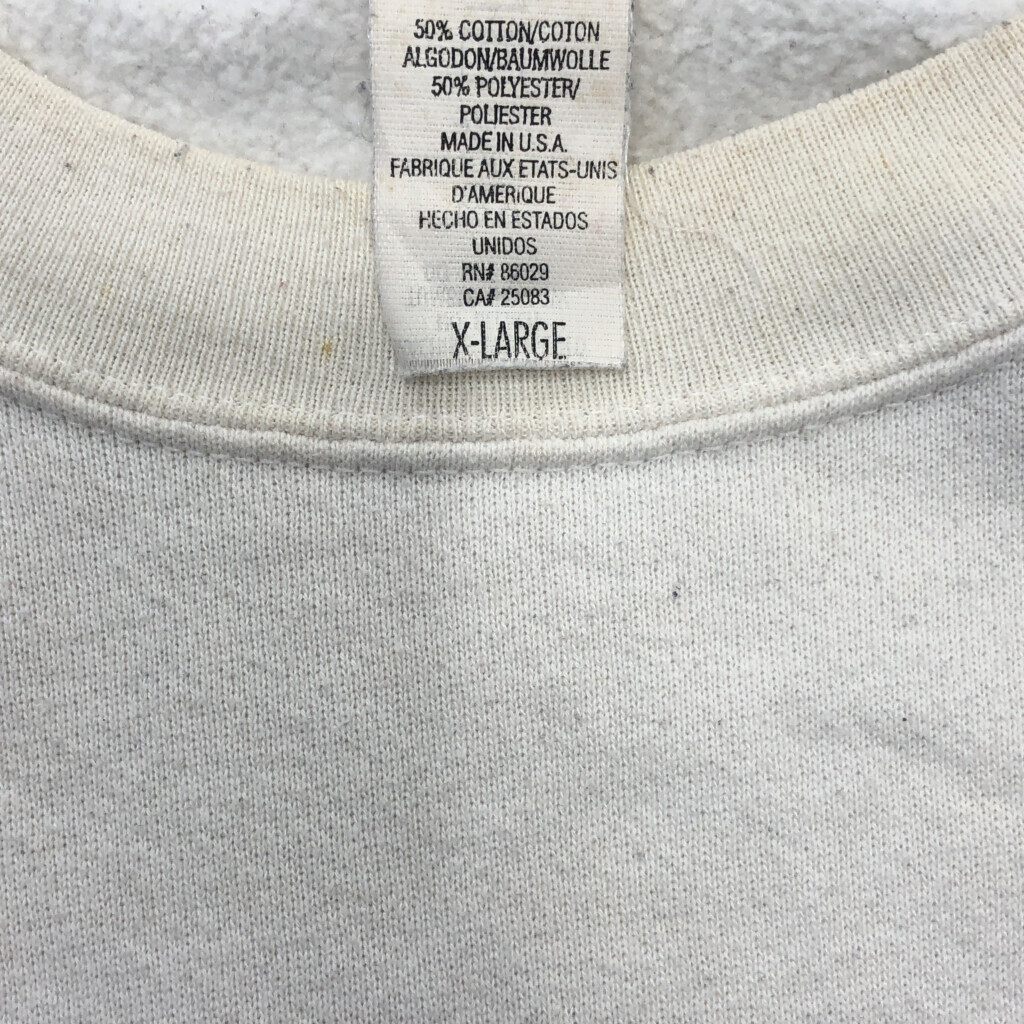 50% COTTON/COTON
ALGODON/BAUMWOLLE
50% POLYESTER/
POLIESTER
MADE IN U.S.A.
FABRIQUE AUX ETATS-UNIS
D'AMERIQUE
HECHO EN ESTADOS
UNIDOS
RN# 86029
CA# 25083
X-LARGE